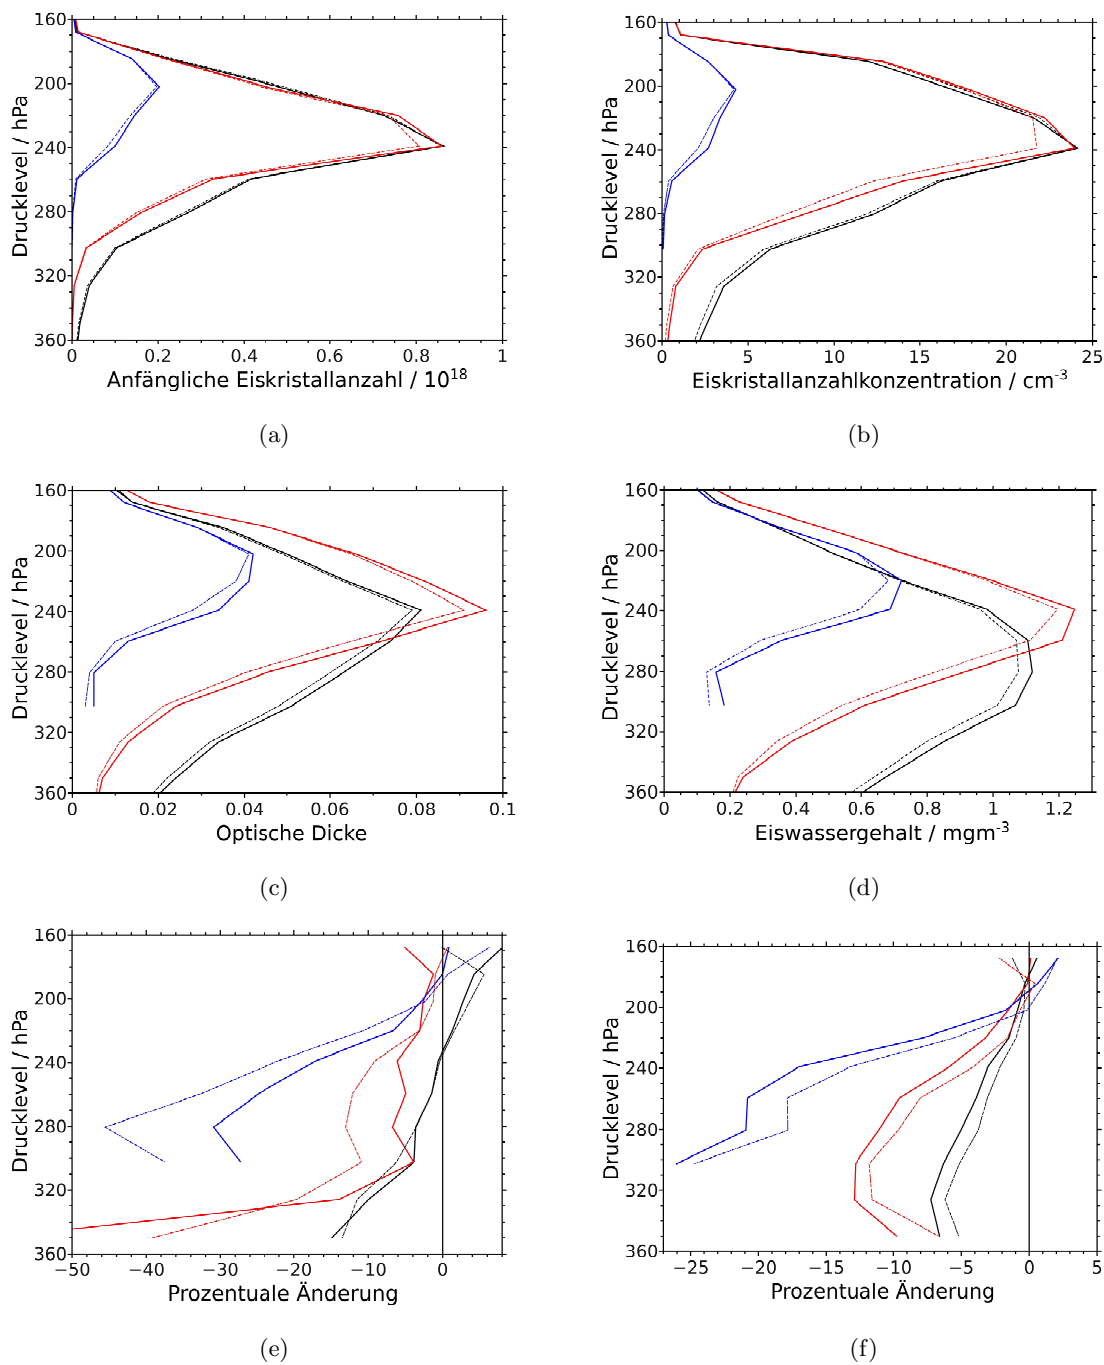 160
200
240
280
320
360
Drucklevel / hPa
0 0.2 0.4 0.6 0.8 1
Anfängliche Eiskristallanzahl / 10¹⁸
(a)
160
200
240
280
320
360
Drucklevel / hPa
0 5 10 15 20 25
Eiskristallanzahlkonzentration / cm⁻³
(b)
160
200
240
280
320
360
Drucklevel / hPa
0 0.02 0.04 0.06 0.08 0.1
Optische Dicke
(c)
160
200
240
280
320
360
Drucklevel / hPa
0 0.2 0.4 0.6 0.8 1 1.2
Eiswassergehalt / mgm⁻³
(d)
160
200
240
280
320
360
Drucklevel / hPa
−50 −40 −30 −20 −10 0
Prozentuale Änderung
(e)
160
200
240
280
320
360
Drucklevel / hPa
−25 −20 −15 −10 −5 0 5
Prozentuale Änderung
(f)